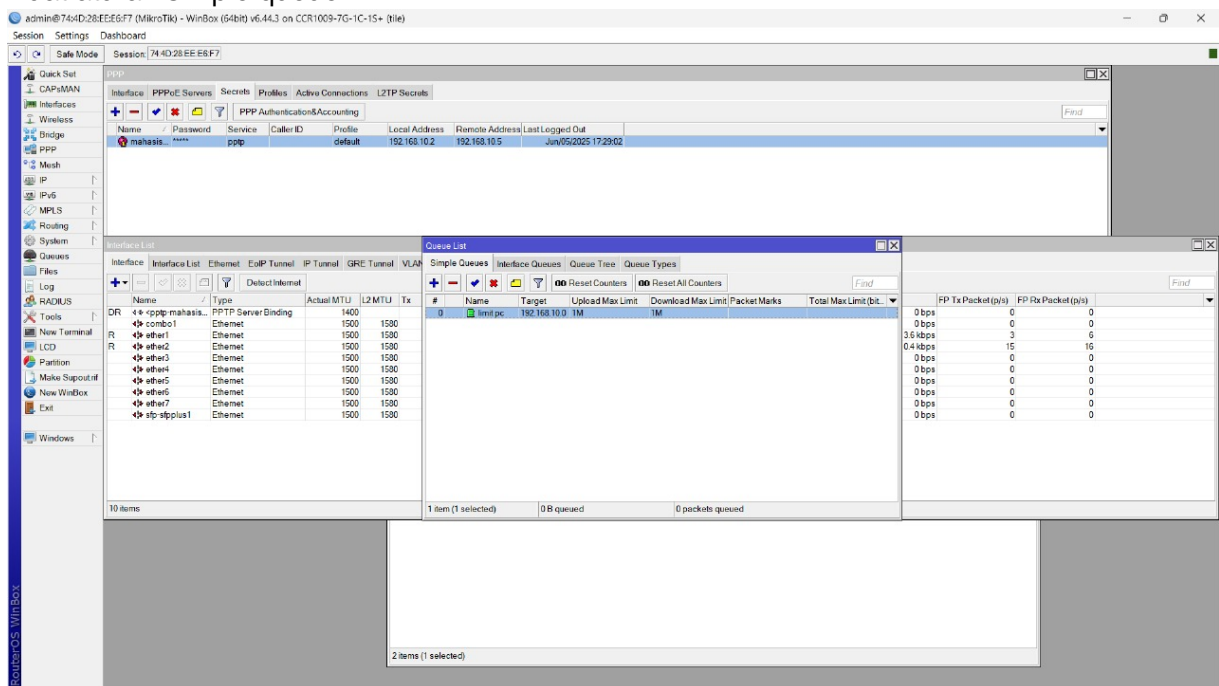 admin@74:4D:28:EE:E6:F7 (MikroTik) - WinBox (64bit) v6.44.3 on CCR1009-7G-1C-1S+ (tile)
Session Settings Dashboard
Safe Mode Session: 74:4D:28:EE:E6:F7
Quick Set
CAPsMAN
Interfaces
Wireless
Bridge
PPP
Mesh
IP
IPv6
MPLS
Routing
System
Queues
Files
Log
RADIUS
Tools
New Terminal
LCD
Partition
Make Supout.rif
New WinBox
Exit
Windows
RouterOS WinBox
PPP
Interface PPPoE Servers Secrets Profiles Active Connections L2TP Secrets
PPP Authentication&Accounting Find
Name Password Service Caller ID Profile Local Address Remote Address Last Logged Out
mahasis... ***** pptp default 192.168.10.2 192.168.10.5 Jun/05/2025 17:29:02
Interface List
Interface Interface List Ethernet EoIP Tunnel IP Tunnel GRE Tunnel VLAN
Detect Internet Find
Name Type Actual MTU L2 MTU Tx FP Tx Packet (p/s) FP Rx Packet (p/s)
DR <pptp-mahasis... PPTP Server Binding 1400 0 bps 0 0
combo1 Ethernet 1500 1580 0 bps 0 0
R ether1 Ethernet 1500 1580 3.6 kbps 3 6
R ether2 Ethernet 1500 1580 0.4 kbps 15 16
ether3 Ethernet 1500 1580 0 bps 0 0
ether4 Ethernet 1500 1580 0 bps 0 0
ether5 Ethernet 1500 1580 0 bps 0 0
ether6 Ethernet 1500 1580 0 bps 0 0
ether7 Ethernet 1500 1580 0 bps 0 0
sfp-sfpplus1 Ethernet 1500 1580 0 bps 0 0
10 items
Queue List
Simple Queues Interface Queues Queue Tree Queue Types
00 Reset Counters 00 Reset All Counters Find
# Name Target Upload Max Limit Download Max Limit Packet Marks Total Max Limit (bit...
0 limit pc 192.168.10.0 1M 1M
1 item (1 selected) 0 B queued 0 packets queued
2 items (1 selected)